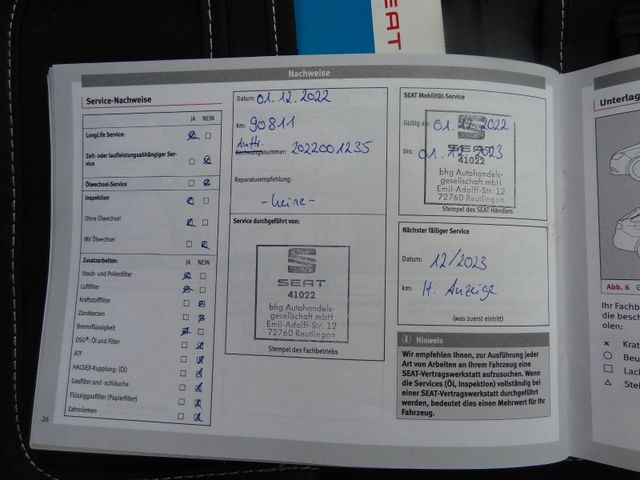 SEAT
Nachweise
Service-Nachweise
JA NEIN
LongLife Service:
Zeit- oder laufleistungsabhängiger Ser-
vice
Ölwechsel-Service
Inspektion
Ohne Ölwechsel
Mit Ölwechsel
Zusatzarbeiten: JA NEIN
Staub- und Pollenfilter
Luftfilter
Kraftstofffilter
Zündkerzen
Bremsflüssigkeit
DSG®: Öl und Filter
ATF
HALDEX-Kupplung: (Öl)
Gasfilter und -schläuche
Flüssiggasfilter (Papierfilter)
Zahnriemen
26
Datum: 01.12.2022
km: 90811
Auftr.
Rechnungsnummer: 2022001235
Reparaturempfehlung:
-keine-
Service durchgeführt von:
SEAT
41022
bhg Autohandels-
gesellschaft mbH
Emil-Adolff-Str. 12
72760 Reutlingen
Stempel des Fachbetriebs
SEAT Mobilität-Service
Gültig ab: 01.12.2022
bis: 01.12.2023
SEAT
41022
bhg Autohandels-
gesellschaft mbH
Emil-Adolff-Str. 12
72760 Reutlingen
Stempel des SEAT Händlers
Nächster fälliger Service
Datum: 12/2023
km: lt. Anzeige
(was zuerst eintritt)
Hinweis
Wir empfehlen Ihnen, zur Ausführung jeder
Art von Arbeiten an Ihrem Fahrzeug eine
SEAT-Vertragswerkstatt aufzusuchen. Wenn
die Services (Öl, Inspektion) vollständig bei
einer SEAT-Vertragswerkstatt durchgeführt
werden, bedeutet dies einen Mehrwert für Ihr
Fahrzeug.
Unterlag
Abb. 6 G
Ihr Fach
die besch
olen:
Krat
Beu
Lack
Stei